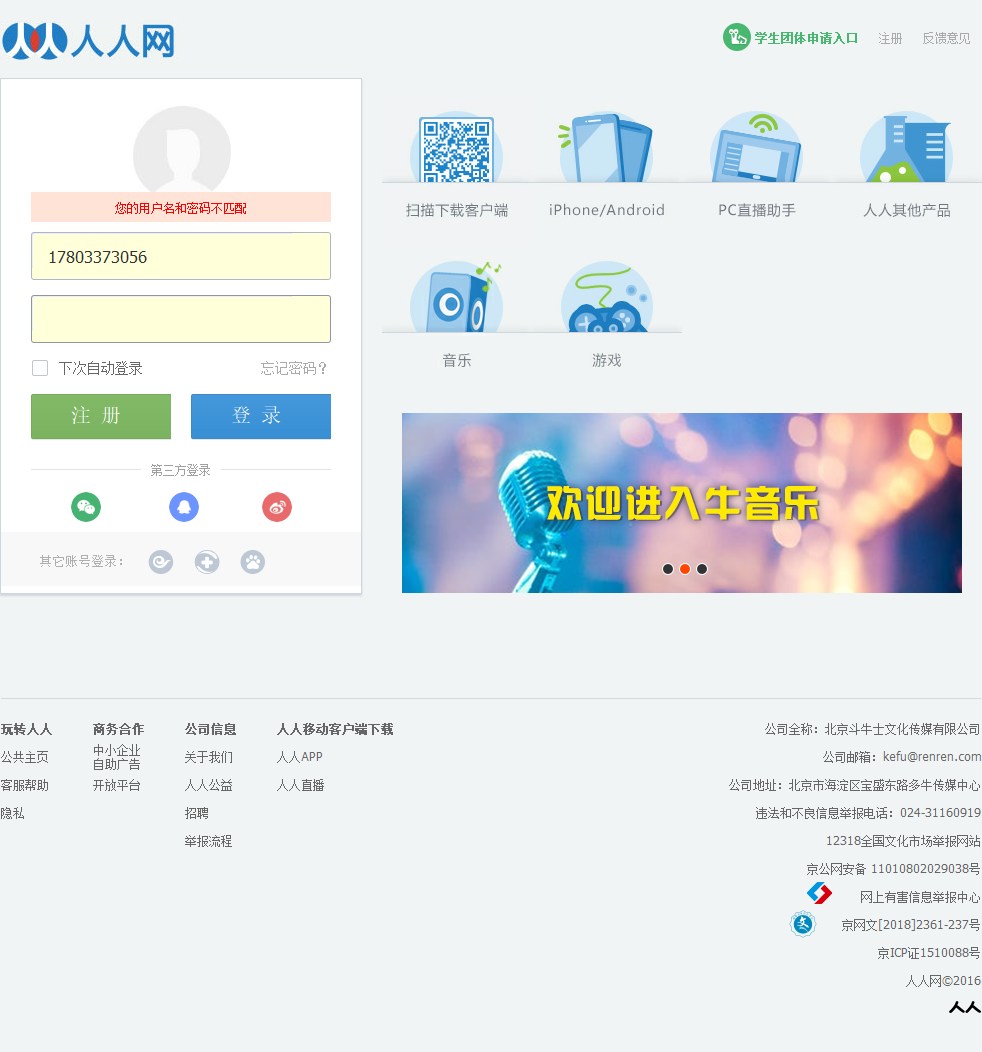 人人网
学生团体申请入口 注册 反馈意见
您的用户名和密码不匹配
17803373056
下次自动登录 忘记密码？
注 册 登 录
第三方登录
其它账号登录：
扫描下载客户端 iPhone/Android PC直播助手 人人其他产品
音乐 游戏
欢迎进入牛音乐
玩转人人
公共主页
客服帮助
隐私
商务合作
中小企业
自助广告
开放平台
公司信息
关于我们
人人公益
招聘
举报流程
人人移动客户端下载
人人APP
人人直播
公司全称：北京斗牛士文化传媒有限公司
公司邮箱：kefu@renren.com
公司地址：北京市海淀区宝盛东路多牛传媒中心
违法和不良信息举报电话：024-31160919
12318全国文化市场举报网站
京公网安备 11010802029038号
网上有害信息举报中心
京网文[2018]2361-237号
京ICP证1510088号
人人网©2016
人人